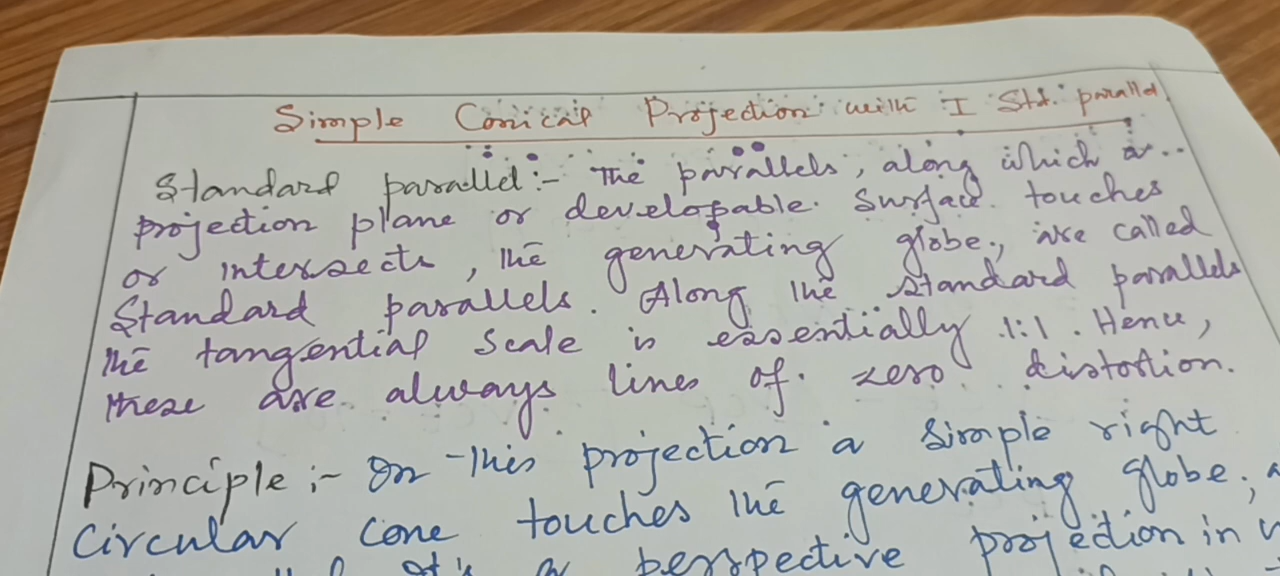 Simple Conical Projection with I Std. parallel.
Standard parallel:- The parallels, along which a
projection plane or developable surface touches
or intersects, the generating globe, are called
Standard parallels. Along the standard parallels
the tangential scale is essentially 1:1. Hence,
these are always lines of zero distortion.
Principle:- In this projection a simple right
circular cone touches the generating globe,
It's a perspective projection in